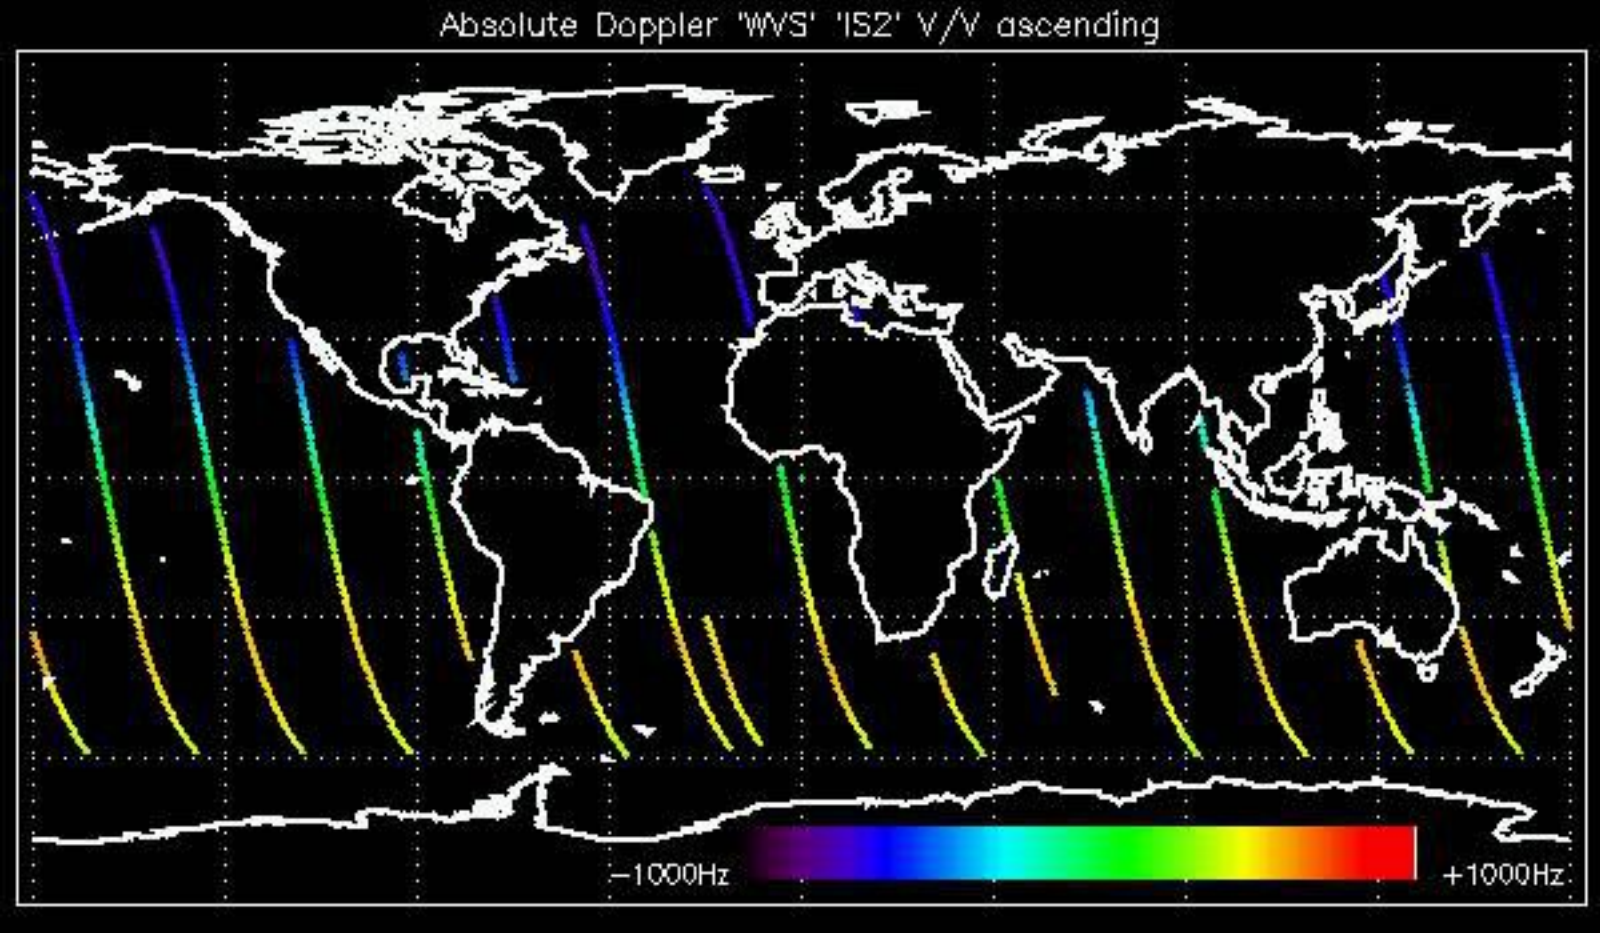 Absolute Doppler 'WVS' 'IS2' V/V ascending
−1000Hz +1000Hz